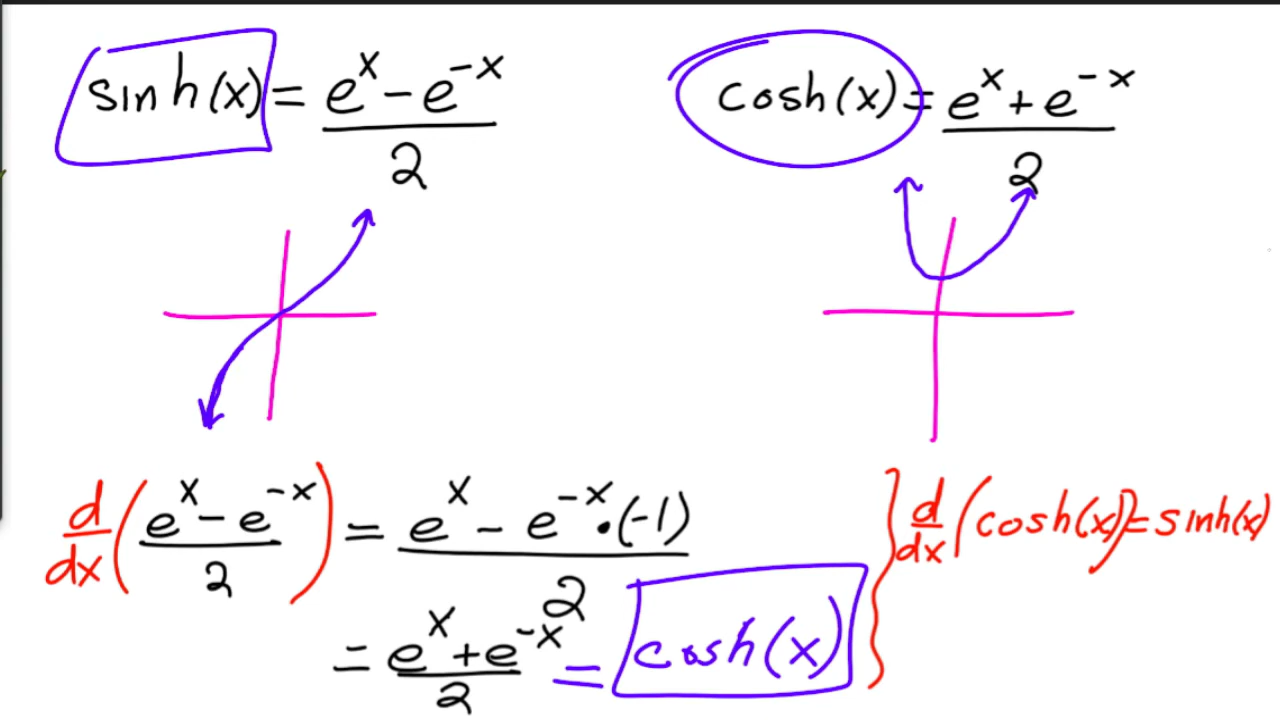 sinh(x) = (e^x - e^-x)/2
cosh(x) = (e^x + e^-x)/2
d/dx((e^x - e^-x)/2) = (e^x - e^-x·(-1))/2
= (e^x + e^-x)/2 = cosh(x)
} d/dx(cosh(x)) = sinh(x)